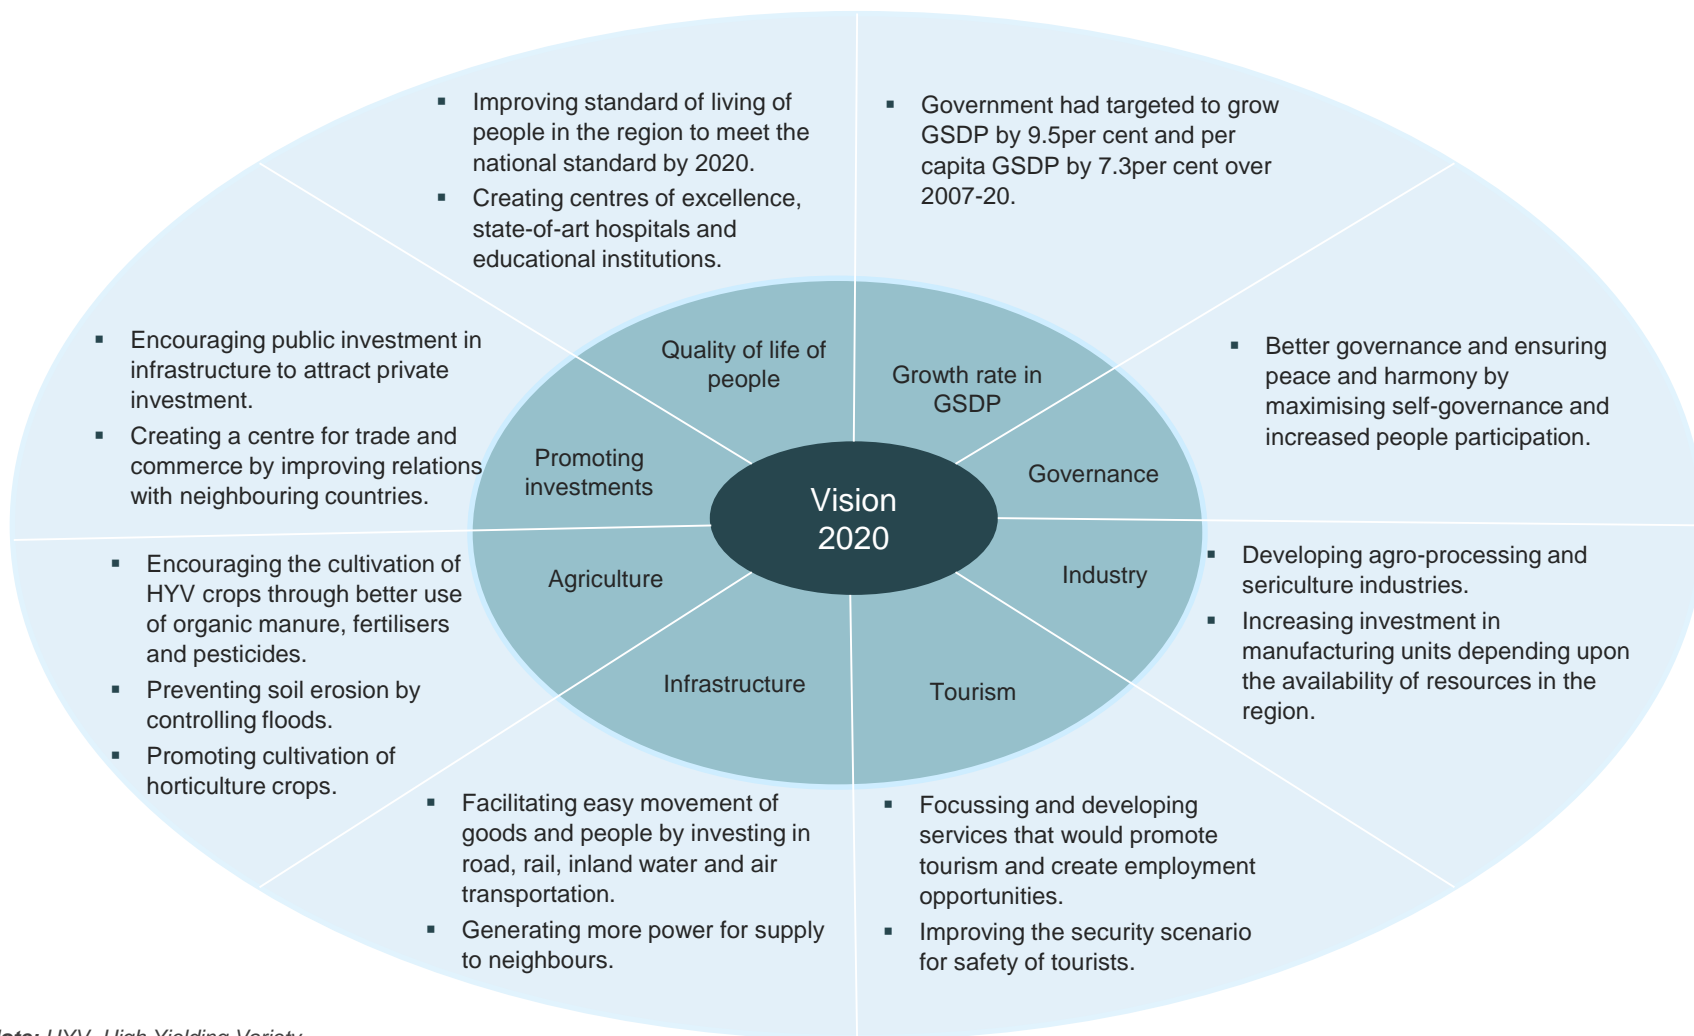 ▪ Improving standard of living of
people in the region to meet the
national standard by 2020.
▪ Creating centres of excellence,
state-of-art hospitals and
educational institutions.
▪ Government had targeted to grow
GSDP by 9.5per cent and per
capita GSDP by 7.3per cent over
2007-20.
▪ Encouraging public investment in
infrastructure to attract private
investment.
▪ Creating a centre for trade and
commerce by improving relations
with neighbouring countries.
Quality of life of
people
Growth rate in
GSDP
▪ Better governance and ensuring
peace and harmony by
maximising self-governance and
increased people participation.
Promoting
investments
Governance
Vision
2020
▪ Encouraging the cultivation of
HYV crops through better use
of organic manure, fertilisers
and pesticides.
▪ Preventing soil erosion by
controlling floods.
▪ Promoting cultivation of
horticulture crops.
Agriculture
Industry
▪ Developing agro-processing and
sericulture industries.
▪ Increasing investment in
manufacturing units depending upon
the availability of resources in the
region.
Infrastructure
Tourism
▪ Facilitating easy movement of
goods and people by investing in
road, rail, inland water and air
transportation.
▪ Generating more power for supply
to neighbours.
▪ Focussing and developing
services that would promote
tourism and create employment
opportunities.
▪ Improving the security scenario
for safety of tourists.
HYV- High Yielding Variety